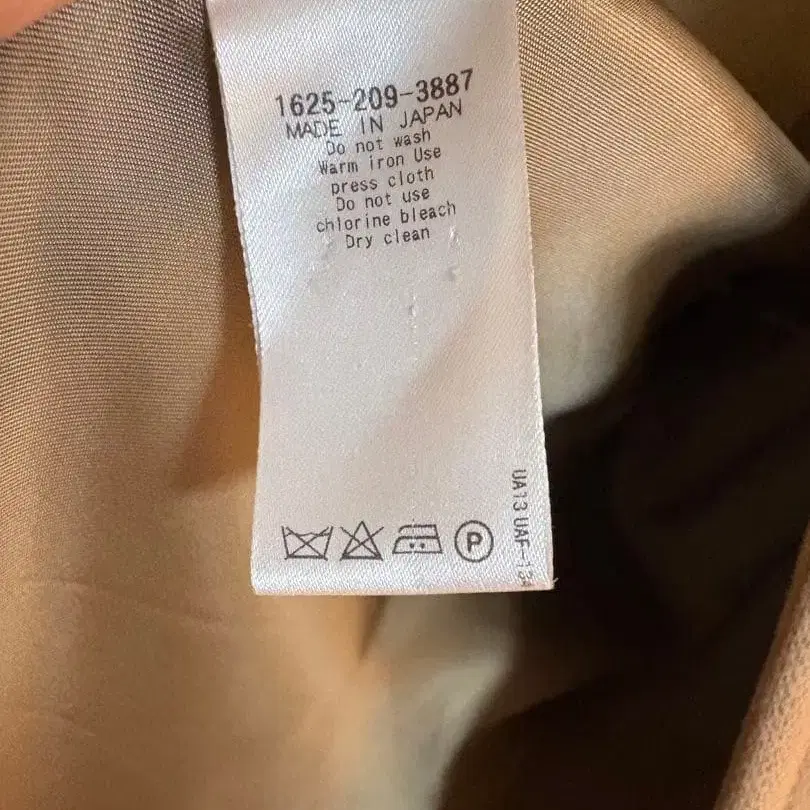 1625-209-3887
MADE IN JAPAN
Do not wash
Warm iron Use
press cloth
Do not use
chlorine bleach
Dry clean
P
UA13 UAF-134